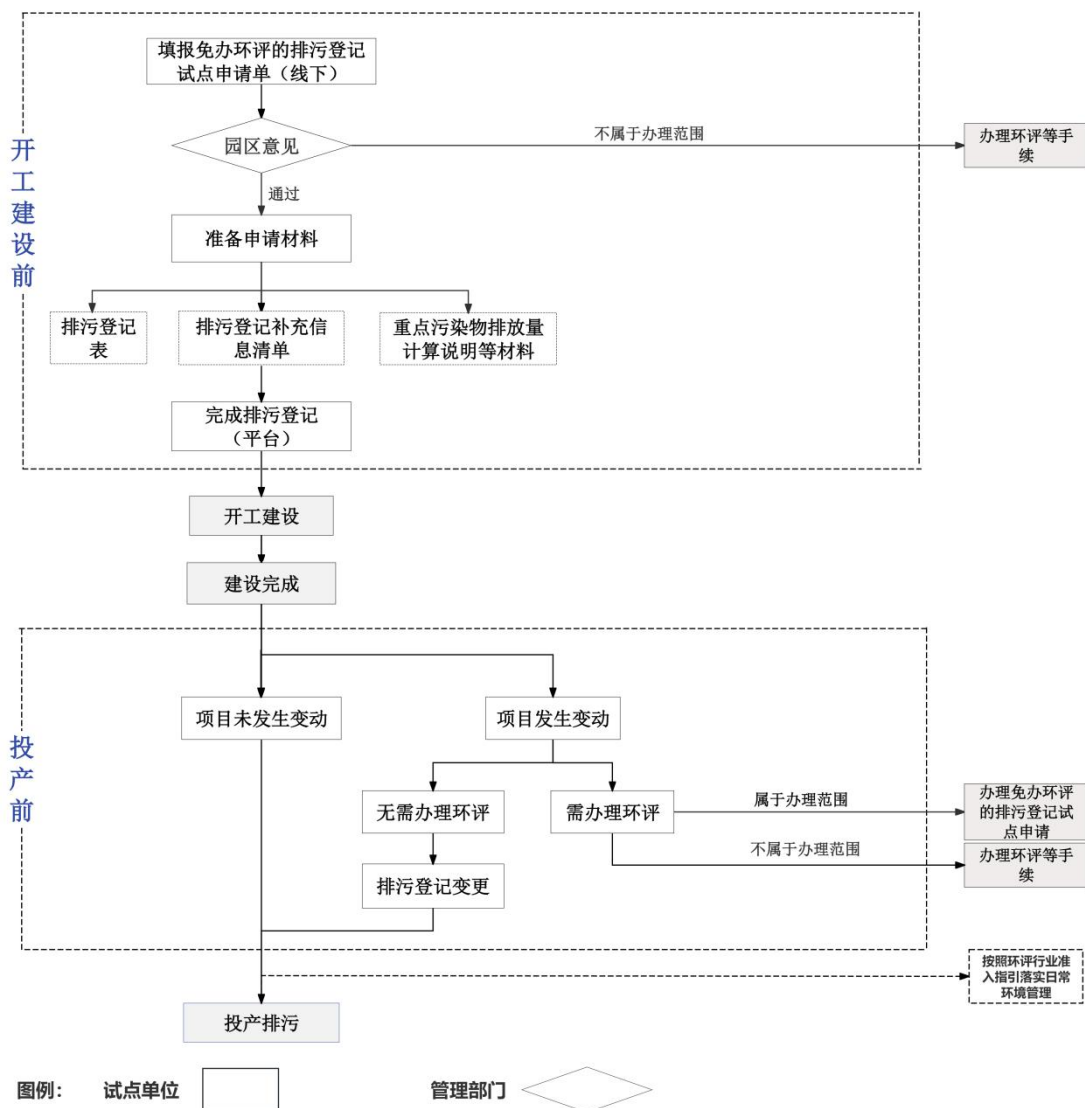 填报免办环评的排污登记
试点申请单（线下）
开工建设前
园区意见
不属于办理范围
办理环评等手
续
通过
准备申请材料
排污登记
表
排污登记补充信
息清单
重点污染物排放量
计算说明等材料
完成排污登记
（平台）
开工建设
建设完成
投产前
项目未发生变动
项目发生变动
无需办理环评
需办理环评
属于办理范围
办理免办环评
的排污登记试
点申请
不属于办理范围
办理环评等手
续
排污登记变更
按照环评行业准
入指引落实日常
环境管理
投产排污
图例： 试点单位 管理部门